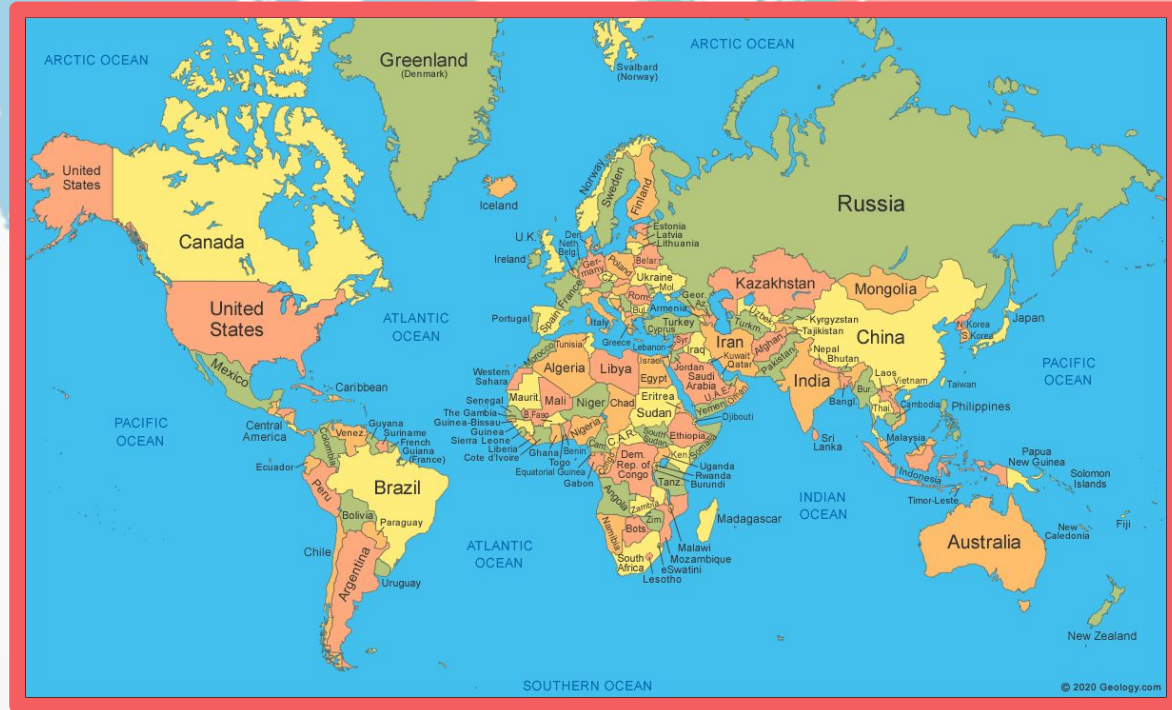 ARCTIC OCEAN
ARCTIC OCEAN
Greenland
(Denmark)
Svalbard
(Norway)
United
States
Iceland
Norway
Sweden
Finland
Russia
Canada
Estonia
Latvia
Lithuania
U.K.
Ireland
Den.
Neth.
Belg.
Ger-
many
Poland
Belar.
Ukraine
Mol.
Cz.
France
Spain
Portugal
Italy
Rom.
Bul.
Greece
Geor.
Armenia
Az.
Turkey
Cyprus
Kazakhstan
Mongolia
Uzbek.
Turkm.
Kyrgyzstan
Tajikistan
China
N.Korea
S.Korea
Japan
United
States
ATLANTIC
OCEAN
PACIFIC
OCEAN
Mexico
Caribbean
Central
America
PACIFIC
OCEAN
Morocco
Tunisia
Western
Sahara
Algeria
Libya
Egypt
Israel
Lebanon
Syr.
Iraq
Jordan
Saudi
Arabia
Kuwait
Qatar
U.A.E.
Oman
Yemen
Iran
Afghan.
Pakistan
India
Nepal
Bhutan
Bangl.
Bur.
Laos
Vietnam
Thai.
Cambodia
Taiwan
Philippines
Sri
Lanka
Malaysia
Indonesia
Timor-Leste
Papua
New Guinea
Solomon
Islands
Fiji
New
Caledonia
Maurit.
Mali
Niger
Chad
Eritrea
Sudan
Djibouti
Senegal
The Gambia
Guinea-Bissau
Guinea
Sierra Leone
Liberia
Cote d'Ivoire
B.Faso
Ghana
Togo
Benin
Nigeria
Cam.
Equatorial Guinea
Gabon
Congo
C.A.R.
South
Sudan
Ethiopia
Somalia
Ken.
Uganda
Rwanda
Burundi
Dem.
Rep. of
Congo
Tanz.
Angola
Zambia
Malawi
Mozambique
Zim.
Bots.
Namibia
South
Africa
eSwatini
Lesotho
Madagascar
INDIAN
OCEAN
Guyana
Suriname
French
Guiana
(France)
Venez.
Colombia
Ecuador
Peru
Brazil
Bolivia
Paraguay
Chile
Argentina
Uruguay
ATLANTIC
OCEAN
Australia
New Zealand
SOUTHERN OCEAN
© 2020 Geology.com